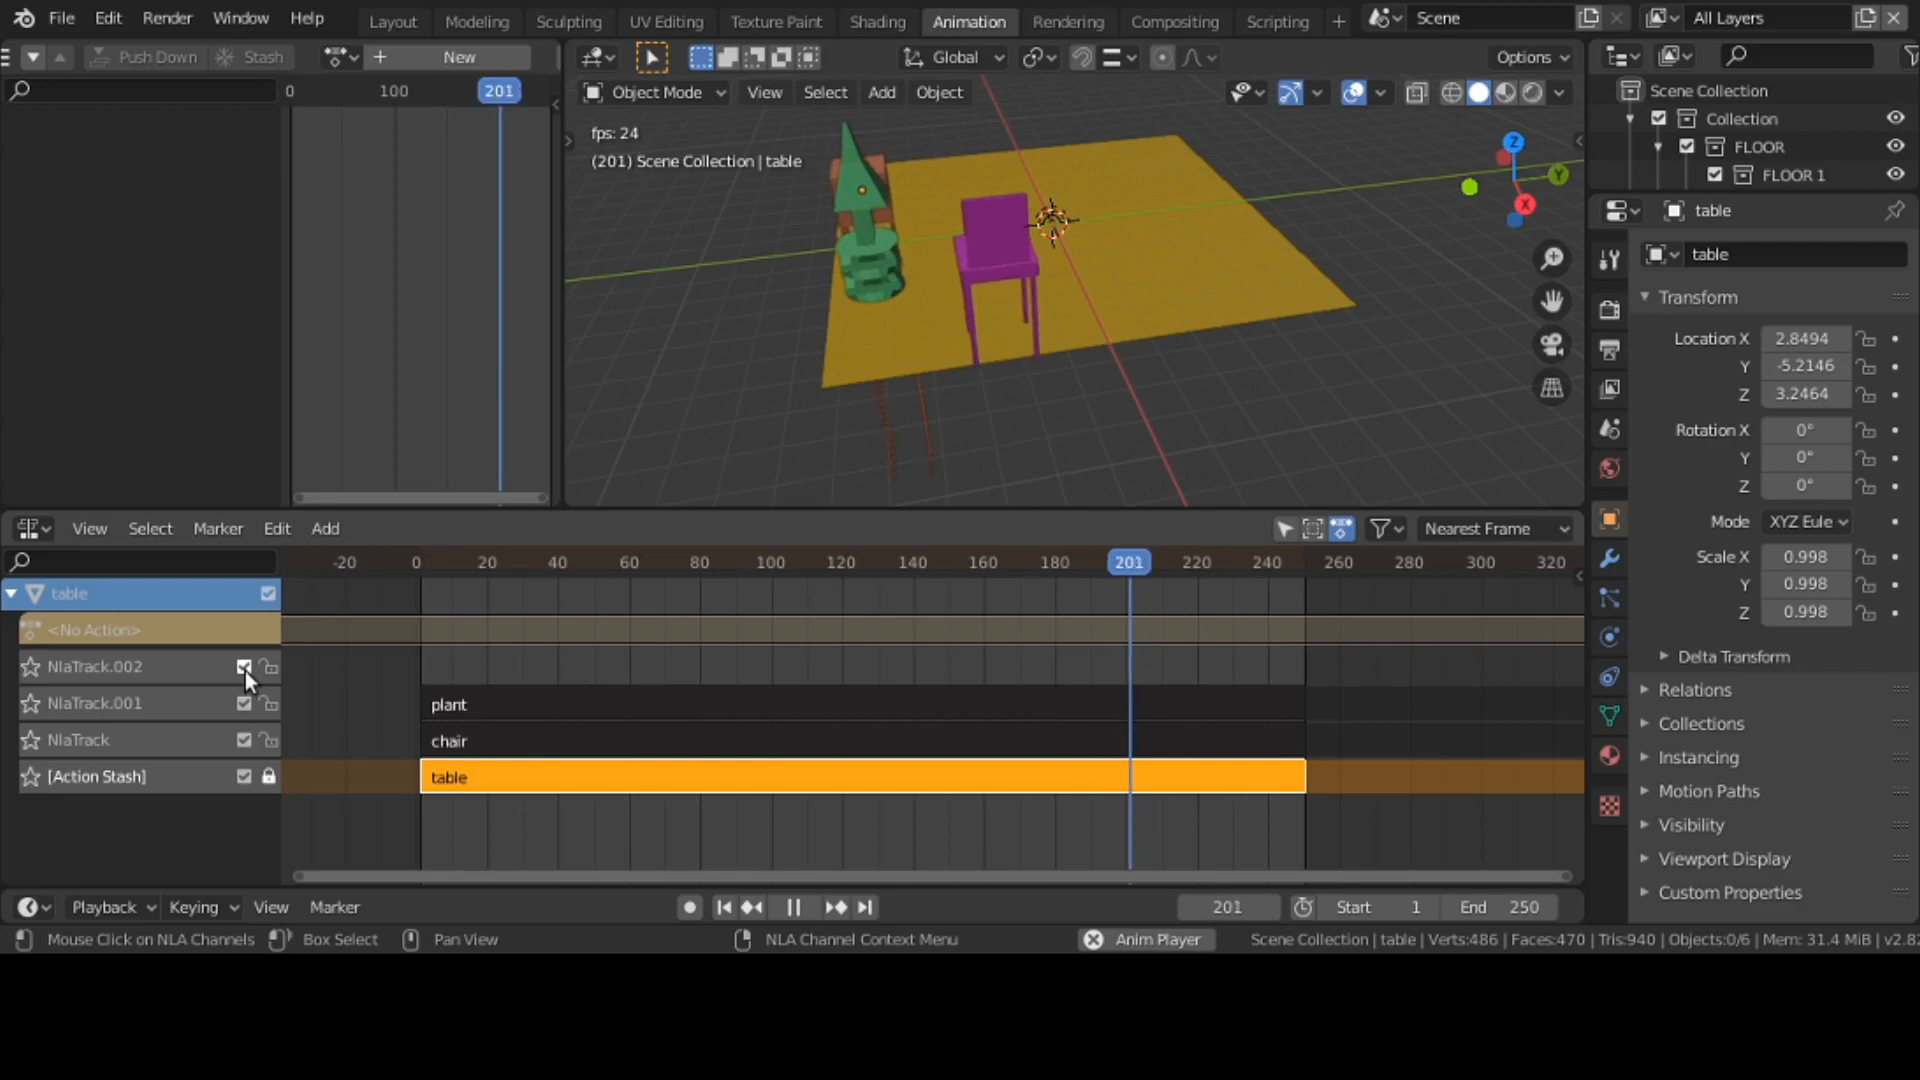 File Edit Render Window Help Layout Modeling Sculpting UV Editing Texture Paint Shading Animation Rendering Compositing Scripting + Scene All Layers
Push Down Stash New Global Options
0 100 201 Object Mode View Select Add Object
Scene Collection
Collection
FLOOR
FLOOR 1
fps: 24
(201) Scene Collection | table
Z
Y
X
table
table
Transform
Location X 2.8494
Y -5.2146
Z 3.2464
Rotation X 0°
Y 0°
Z 0°
Mode XYZ Eule
Scale X 0.998
Y 0.998
Z 0.998
Delta Transform
Relations
Collections
Instancing
Motion Paths
Visibility
Viewport Display
Custom Properties
View Select Marker Edit Add Nearest Frame
-20 0 20 40 60 80 100 120 140 160 180 201 220 240 260 280 300 320
table
<No Action>
NlaTrack.002
NlaTrack.001 plant
NlaTrack chair
[Action Stash] table
Playback Keying View Marker 201 Start 1 End 250
Mouse Click on NLA Channels Box Select Pan View NLA Channel Context Menu Anim Player Scene Collection | table | Verts:486 | Faces:470 | Tris:940 | Objects:0/6 | Mem: 31.4 MiB | v2.82